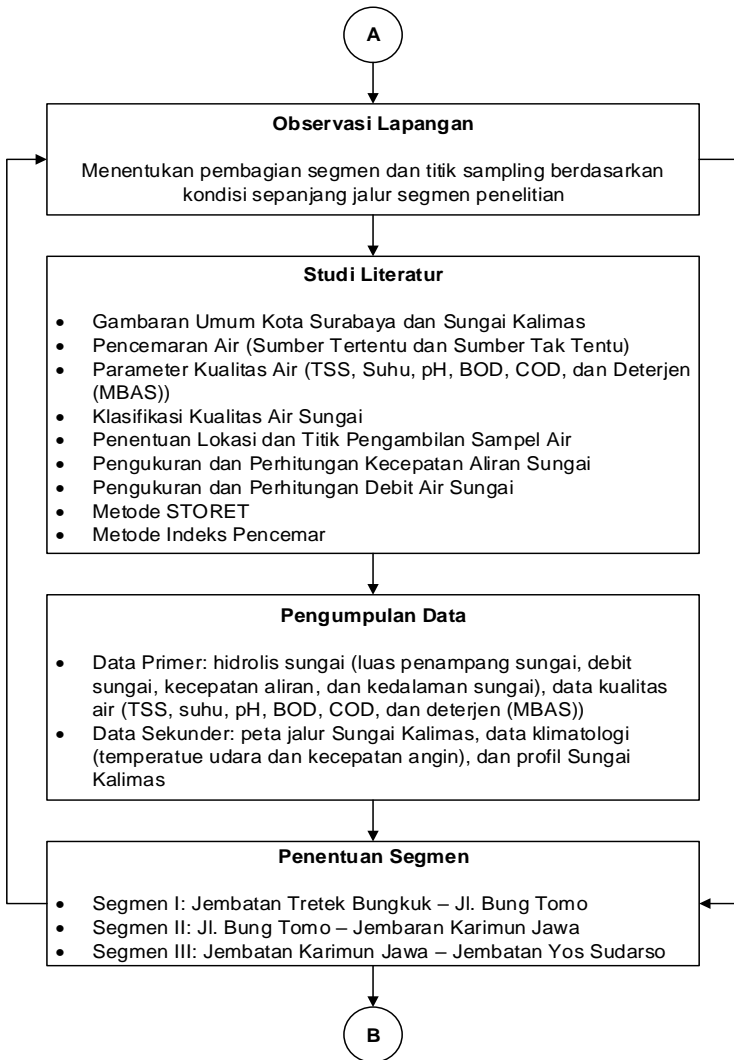 A
Observasi Lapangan
Menentukan pembagian segmen dan titik sampling berdasarkan
kondisi sepanjang jalur segmen penelitian
Studi Literatur
• Gambaran Umum Kota Surabaya dan Sungai Kalimas
• Pencemaran Air (Sumber Tertentu dan Sumber Tak Tentu)
• Parameter Kualitas Air (TSS, Suhu, pH, BOD, COD, dan Deterjen
(MBAS))
• Klasifikasi Kualitas Air Sungai
• Penentuan Lokasi dan Titik Pengambilan Sampel Air
• Pengukuran dan Perhitungan Kecepatan Aliran Sungai
• Pengukuran dan Perhitungan Debit Air Sungai
• Metode STORET
• Metode Indeks Pencemar
Pengumpulan Data
• Data Primer: hidrolis sungai (luas penampang sungai, debit
sungai, kecepatan aliran, dan kedalaman sungai), data kualitas
air (TSS, suhu, pH, BOD, COD, dan deterjen (MBAS))
• Data Sekunder: peta jalur Sungai Kalimas, data klimatologi
(temperatue udara dan kecepatan angin), dan profil Sungai
Kalimas
Penentuan Segmen
• Segmen I: Jembatan Tretek Bungkuk – Jl. Bung Tomo
• Segmen II: Jl. Bung Tomo – Jembaran Karimun Jawa
• Segmen III: Jembatan Karimun Jawa – Jembatan Yos Sudarso
B